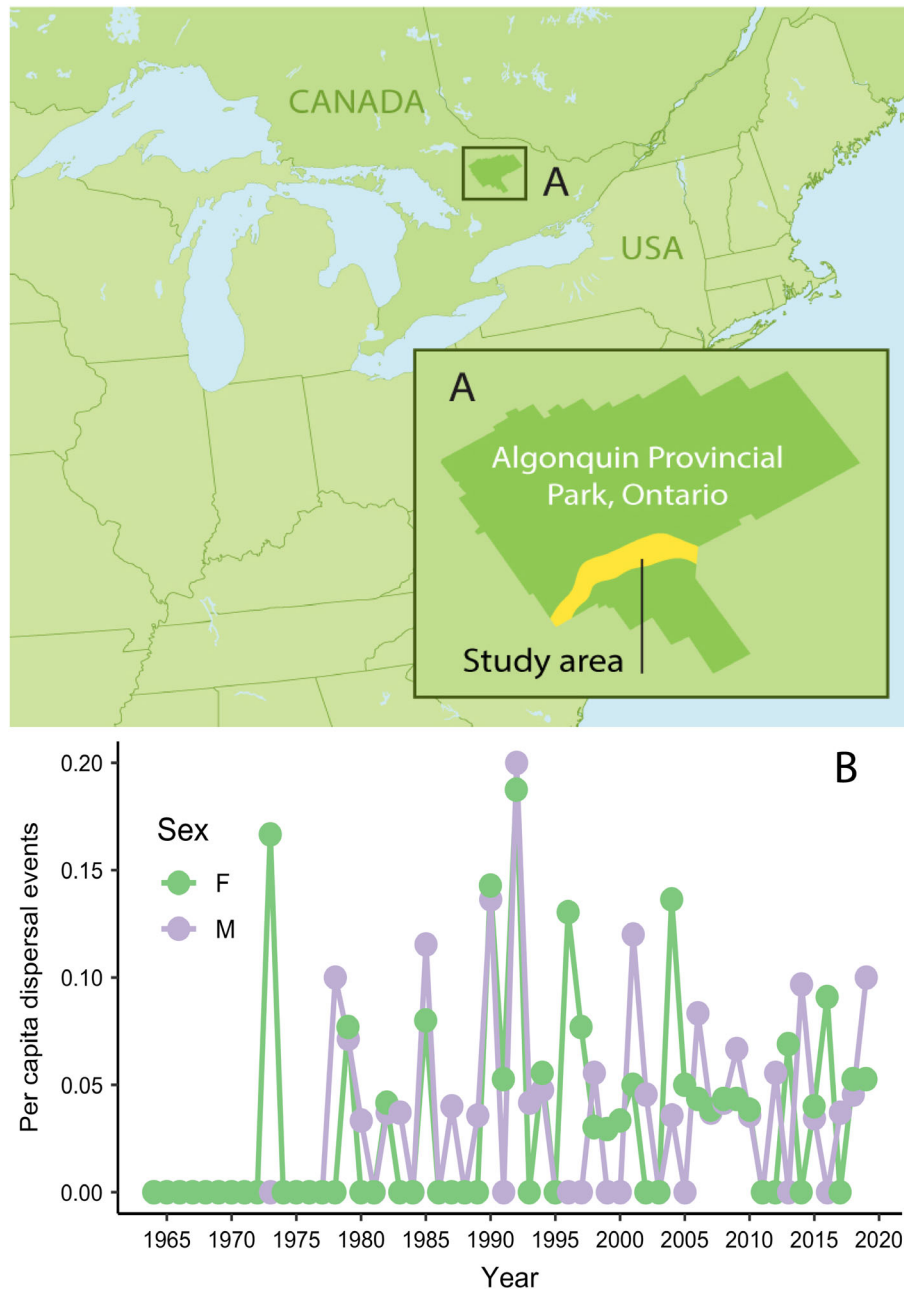 CANADA
A
USA
A
Algonquin Provincial
Park, Ontario
Study area
B
Per capita dispersal events
0.20
0.15
0.10
0.05
0.00
Sex
F
M
1965 1970 1975 1980 1985 1990 1995 2000 2005 2010 2015 2020
Year